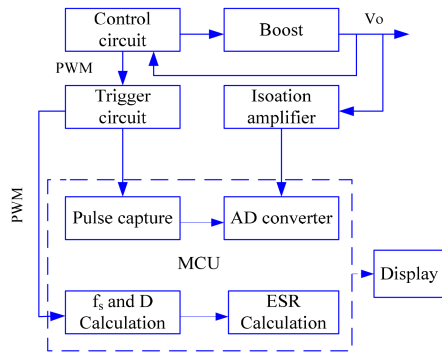 Control
circuit
Boost
Vo
PWM
Trigger
circuit
Isoation
amplifier
PWM
Pulse capture
AD converter
MCU
Display
fs and D
Calculation
ESR
Calculation